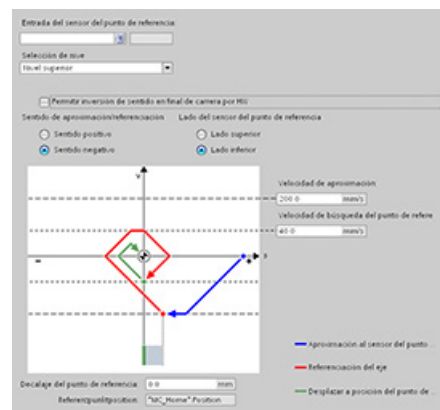 Entrada del sensor del punto de referencia:
Selección de nive
Nivel superior
Permitir inversión de sentido en final de carrera por HW
Sentido de aproximación/referenciación Lado del sensor del punto de referencia
Sentido positivo Lado superior
Sentido negativo Lado inferior
Velocidad de aproximación
200.0 mm/s
Velocidad de búsqueda del punto de refere
40.0 mm/s
Aproximación al sensor del punto ...
Referenciación del eje
Desplazar a posición del punto de ...
Decalaje del punto de referencia: 0.0 mm
Referenzpunktposition: "MC_Home".Position